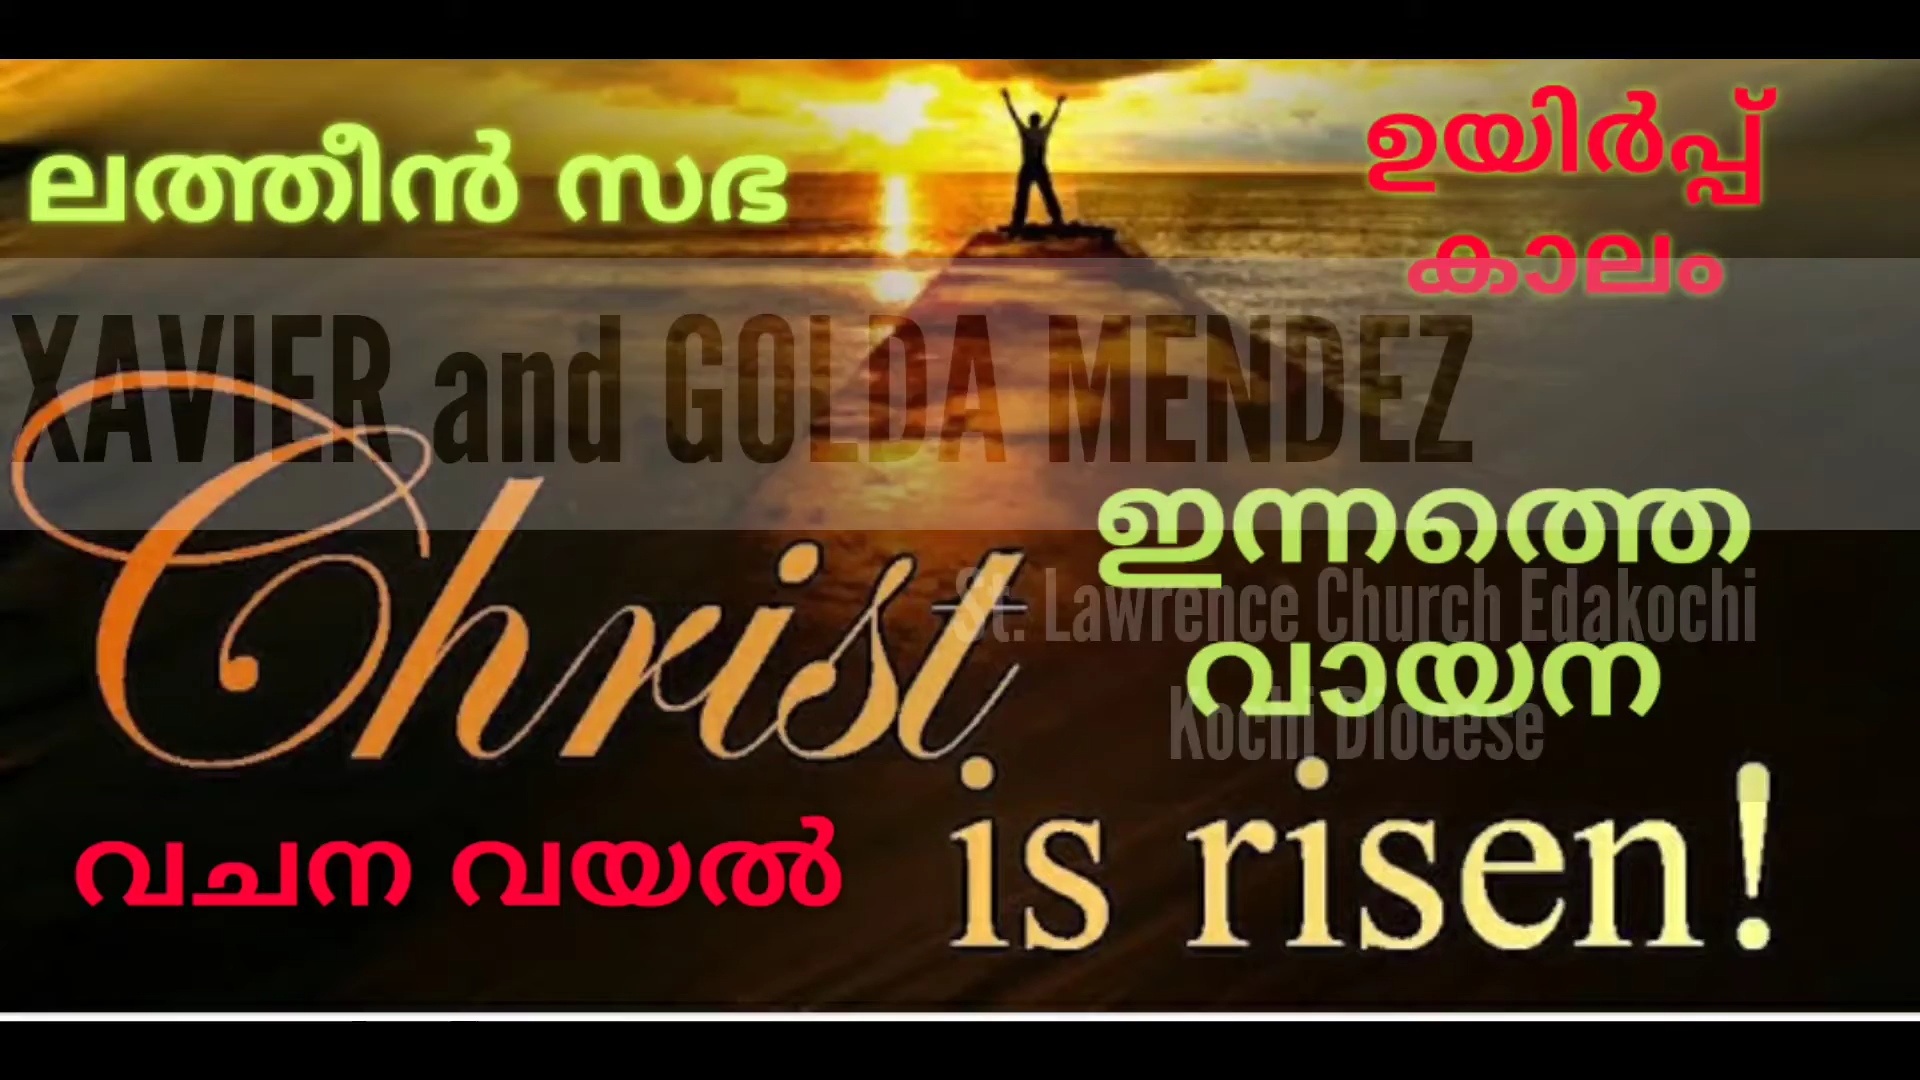 ലത്തീൻ സഭ
ഉയിർപ്പ്
കാലം
XAVIER and GOLDA MENDEZ
ഇന്നത്തെ
വായന
St. Lawrence Church Edakochi
Kochi Diocese
Christ
is risen!
വചന വയൽ